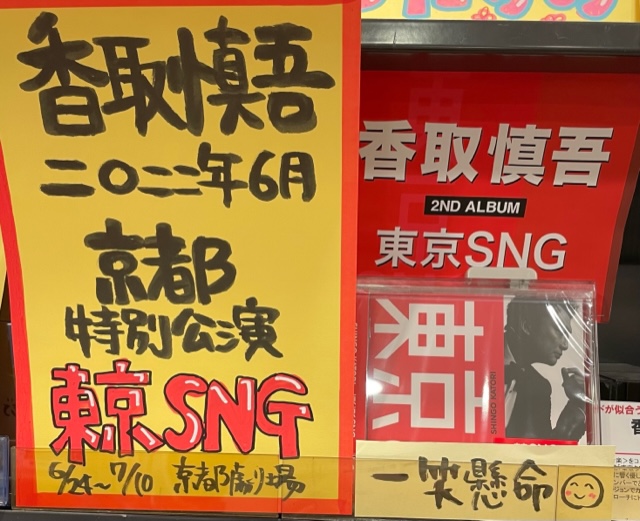 香取慎吾
二〇二二年6月
京都
特別公演
東京SNG
6/24～7/10 京都劇場
香取慎吾
2ND ALBUM
東京SNG
東京
SHINGO KATORI
一笑懸命